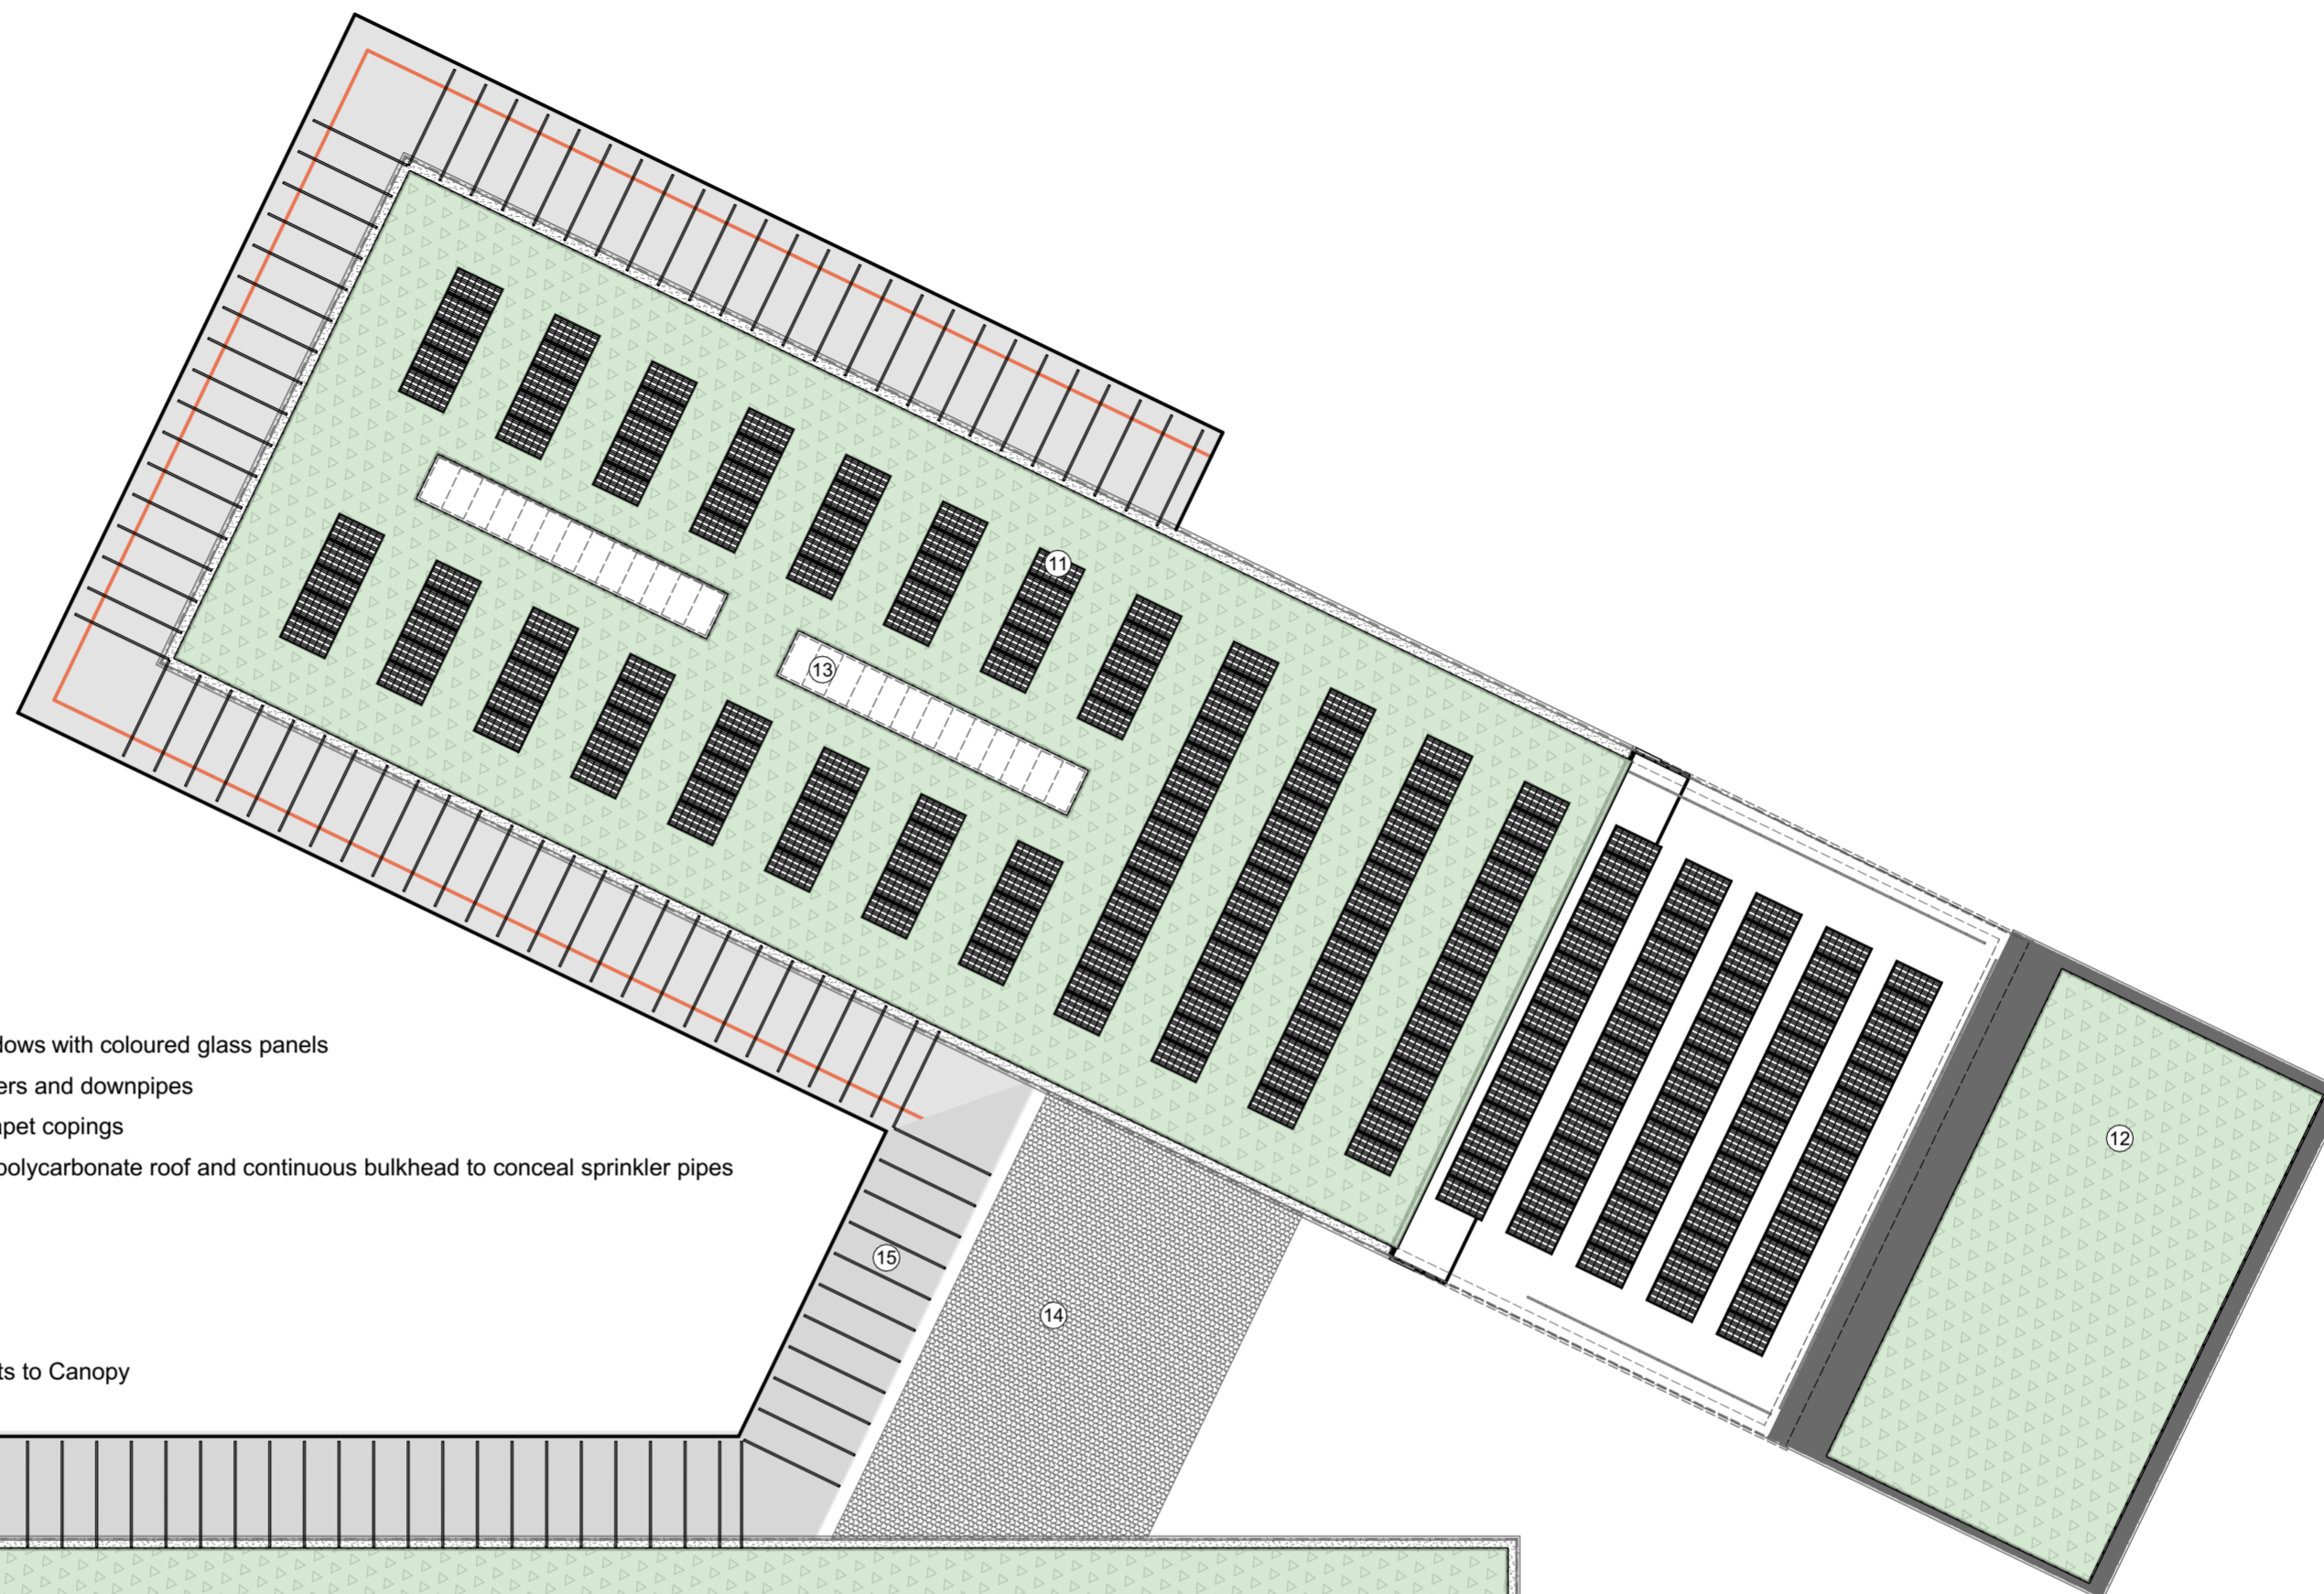 11
13
dows with coloured glass panels
ers and downpipes
apet copings
polycarbonate roof and continuous bulkhead to conceal sprinkler pipes
12
15
14
ts to Canopy